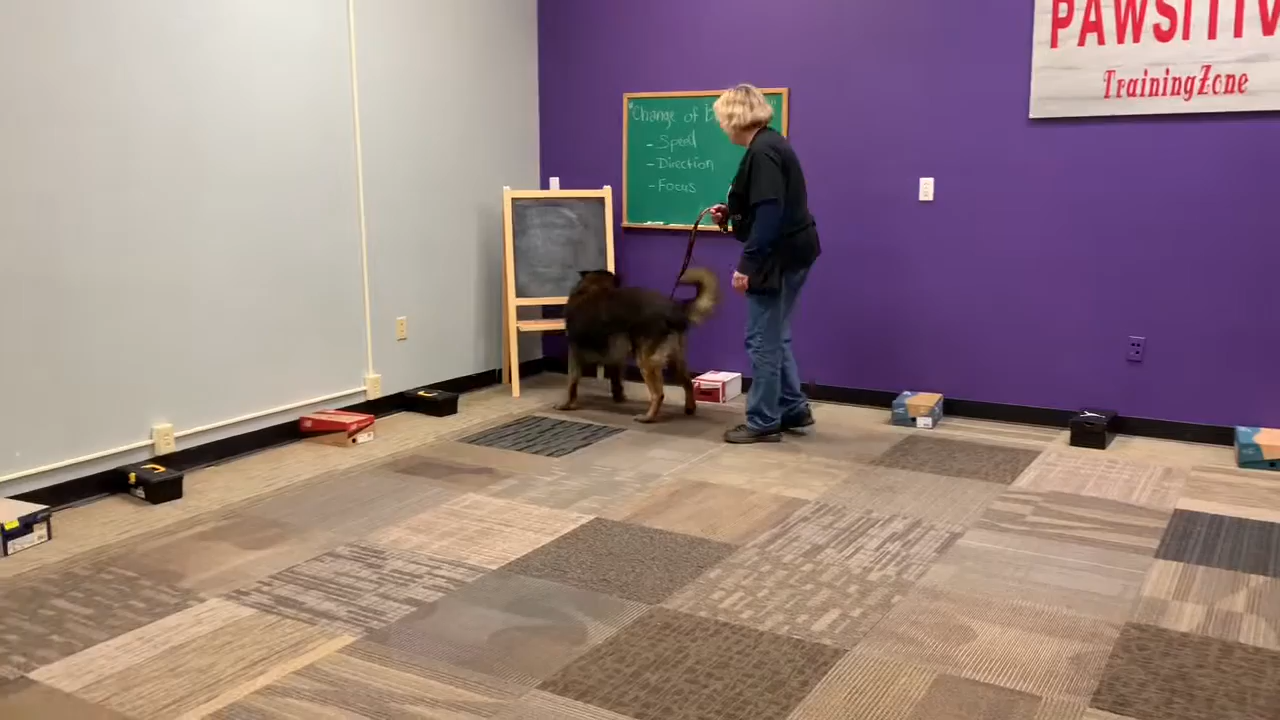 "Change of
- Speed
- Direction
- Focus
PAWSITIV
TrainingZone